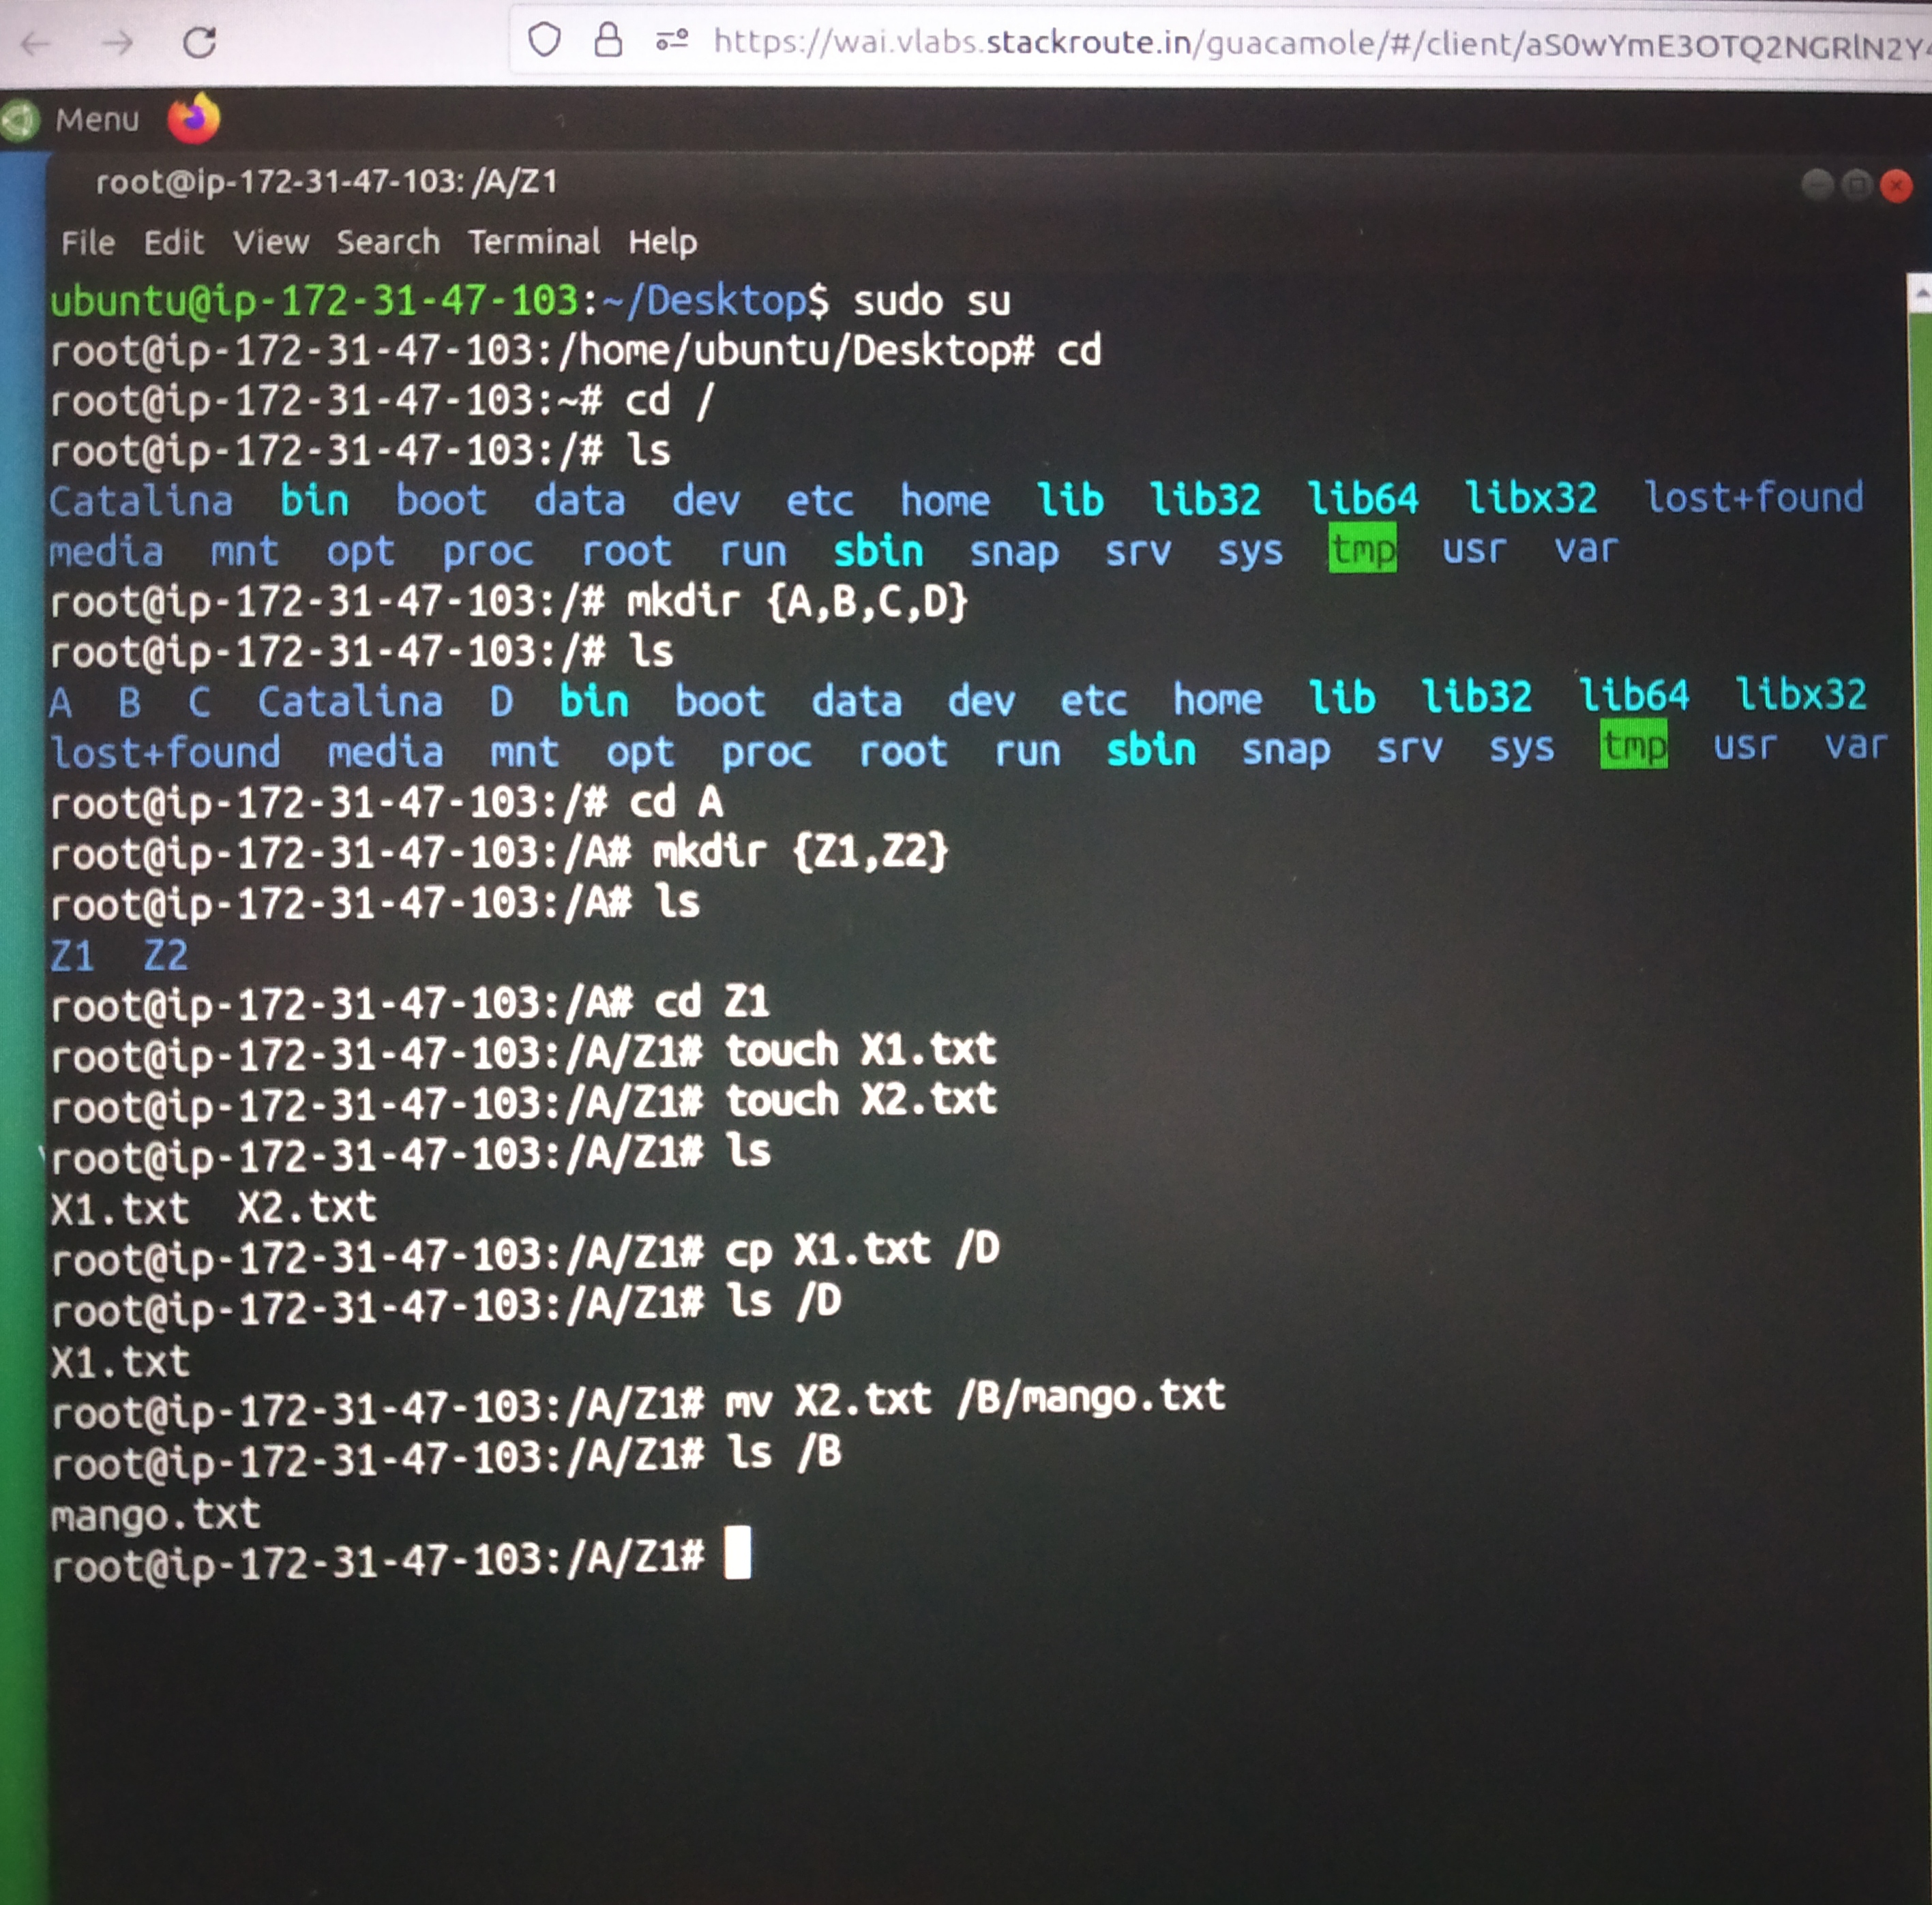 https://wai.vlabs.stackroute.in/guacamole/#/client/aS0wYmE3OTQ2NGRlN2Y
Menu
root@ip-172-31-47-103: /A/Z1
File Edit View Search Terminal Help
ubuntu@ip-172-31-47-103:~/Desktop$ sudo su
root@ip-172-31-47-103:/home/ubuntu/Desktop# cd
root@ip-172-31-47-103:~# cd /
root@ip-172-31-47-103:/# ls
Catalina bin boot data dev etc home lib lib32 lib64 libx32 lost+found
media mnt opt proc root run sbin snap srv sys tmp usr var
root@ip-172-31-47-103:/# mkdir {A,B,C,D}
root@ip-172-31-47-103:/# ls
A B C Catalina D bin boot data dev etc home lib lib32 lib64 libx32
lost+found media mnt opt proc root run sbin snap srv sys tmp usr var
root@ip-172-31-47-103:/# cd A
root@ip-172-31-47-103:/A# mkdir {Z1,Z2}
root@ip-172-31-47-103:/A# ls
Z1 Z2
root@ip-172-31-47-103:/A# cd Z1
root@ip-172-31-47-103:/A/Z1# touch X1.txt
root@ip-172-31-47-103:/A/Z1# touch X2.txt
root@ip-172-31-47-103:/A/Z1# ls
X1.txt X2.txt
root@ip-172-31-47-103:/A/Z1# cp X1.txt /D
root@ip-172-31-47-103:/A/Z1# ls /D
X1.txt
root@ip-172-31-47-103:/A/Z1# mv X2.txt /B/mango.txt
root@ip-172-31-47-103:/A/Z1# ls /B
mango.txt
root@ip-172-31-47-103:/A/Z1#